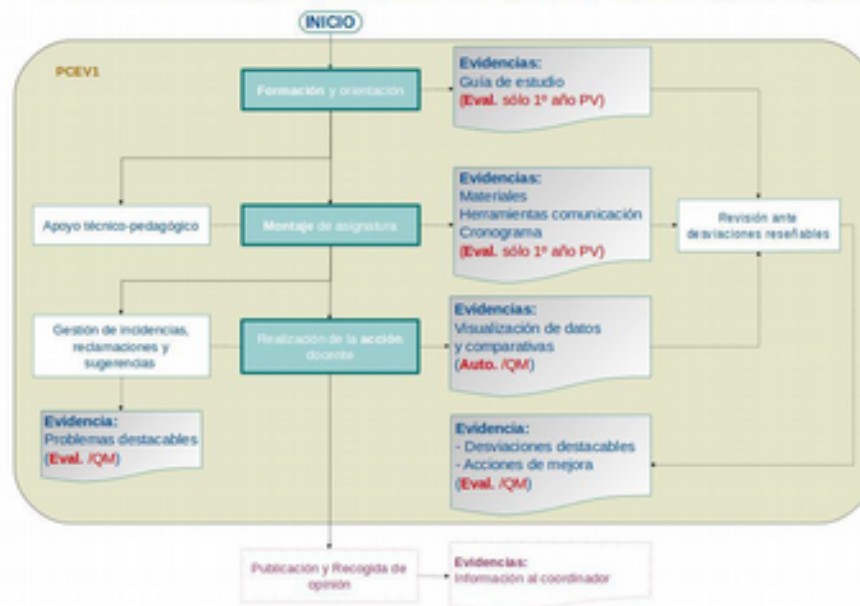 INICIO
PCEV1
Formación y orientación
Evidencias:
Guía de estudio
(Eval. sólo 1º año PV)
Apoyo técnico-pedagógico
Montaje de asignatura
Evidencias:
Materiales
Herramientas comunicación
Cronograma
(Eval. sólo 1º año PV)
Revisión ante
desviaciones reseñables
Gestión de incidencias,
reclamaciones y
sugerencias
Realización de la acción
docente
Evidencias:
Visualización de datos
y comparativas
(Auto. /QM)
Evidencia:
Problemas destacables
(Eval. /QM)
Evidencia:
- Desviaciones destacables
- Acciones de mejora
(Eval. /QM)
Publicación y Recogida de
opinión
Evidencias:
Información al coordinador